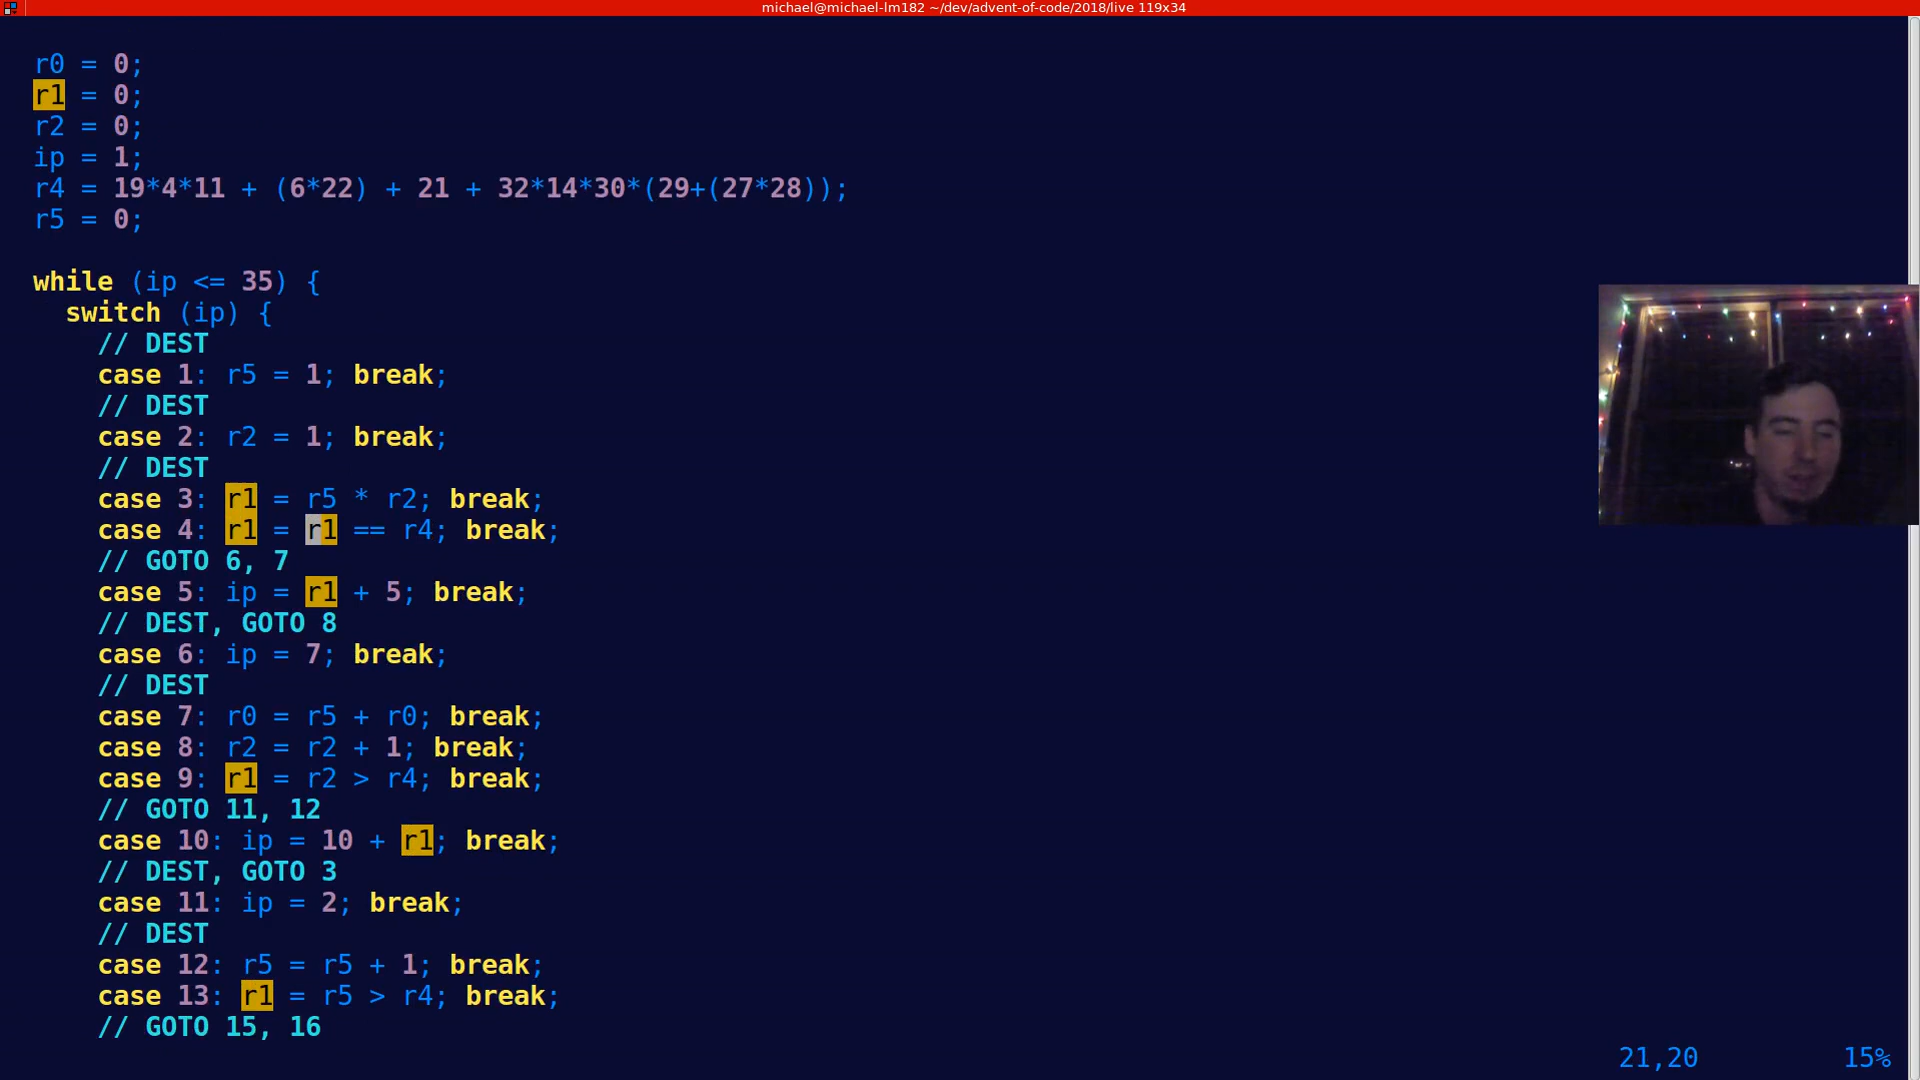 michael@michael-lm182 ~/dev/advent-of-code/2018/live 119x34
r0 = 0;
r1 = 0;
r2 = 0;
ip = 1;
r4 = 19*4*11 + (6*22) + 21 + 32*14*30*(29+(27*28));
r5 = 0;
while (ip <= 35) {
switch (ip) {
// DEST
case 1: r5 = 1; break;
// DEST
case 2: r2 = 1; break;
// DEST
case 3: r1 = r5 * r2; break;
case 4: r1 = r1 == r4; break;
// GOTO 6, 7
case 5: ip = r1 + 5; break;
// DEST, GOTO 8
case 6: ip = 7; break;
// DEST
case 7: r0 = r5 + r0; break;
case 8: r2 = r2 + 1; break;
case 9: r1 = r2 > r4; break;
// GOTO 11, 12
case 10: ip = 10 + r1; break;
// DEST, GOTO 3
case 11: ip = 2; break;
// DEST
case 12: r5 = r5 + 1; break;
case 13: r1 = r5 > r4; break;
// GOTO 15, 16
21,20 15%